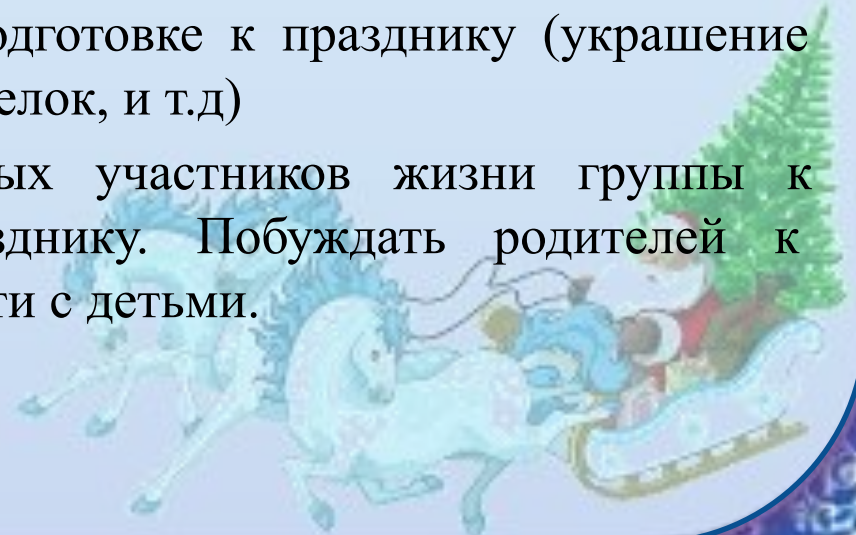 одготовке к празднику (украшение
елок, и т.д)
ых участников жизни группы к
зднику. Побуждать родителей к
ти с детьми.